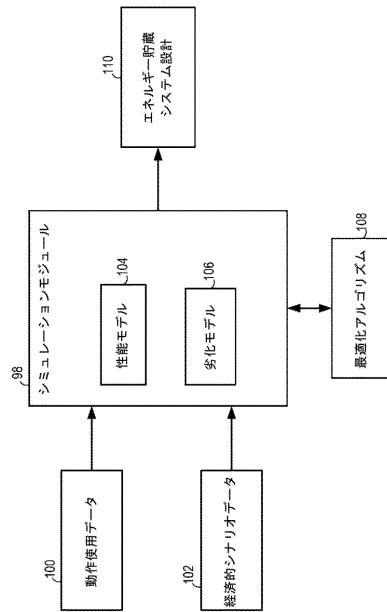 98
シミュレーションモジュール
100
動作使用データ
102
経済的シナリオデータ
104
性能モデル
106
劣化モデル
108
最適化アルゴリズム
110
エネルギー貯蔵
システム設計